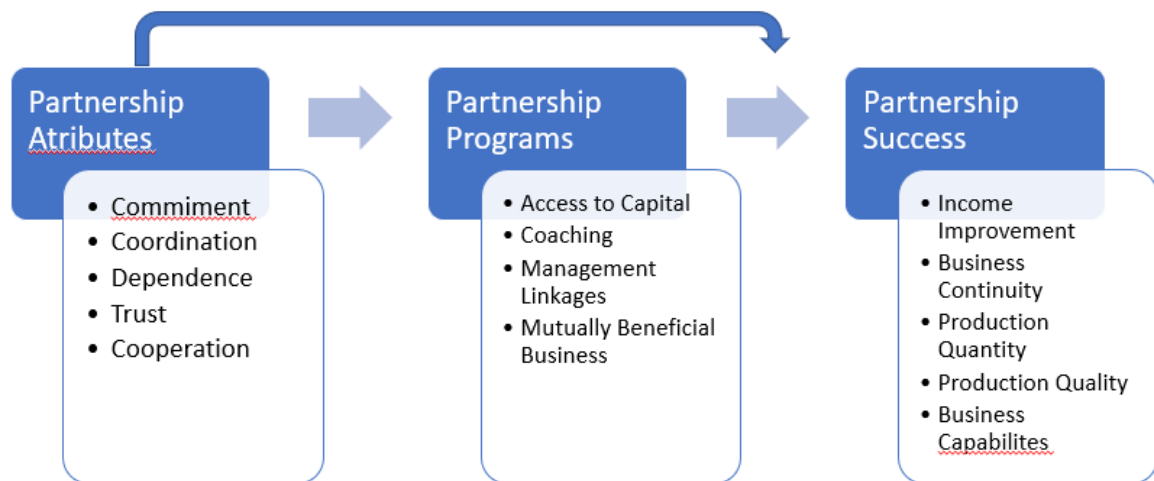 Partnership
Atributes
• Commiment
• Coordination
• Dependence
• Trust
• Cooperation
Partnership
Programs
• Access to Capital
• Coaching
• Management
Linkages
• Mutually Beneficial
Business
Partnership
Success
• Income
Improvement
• Business
Continuity
• Production
Quantity
• Production Quality
• Business
Capabilites